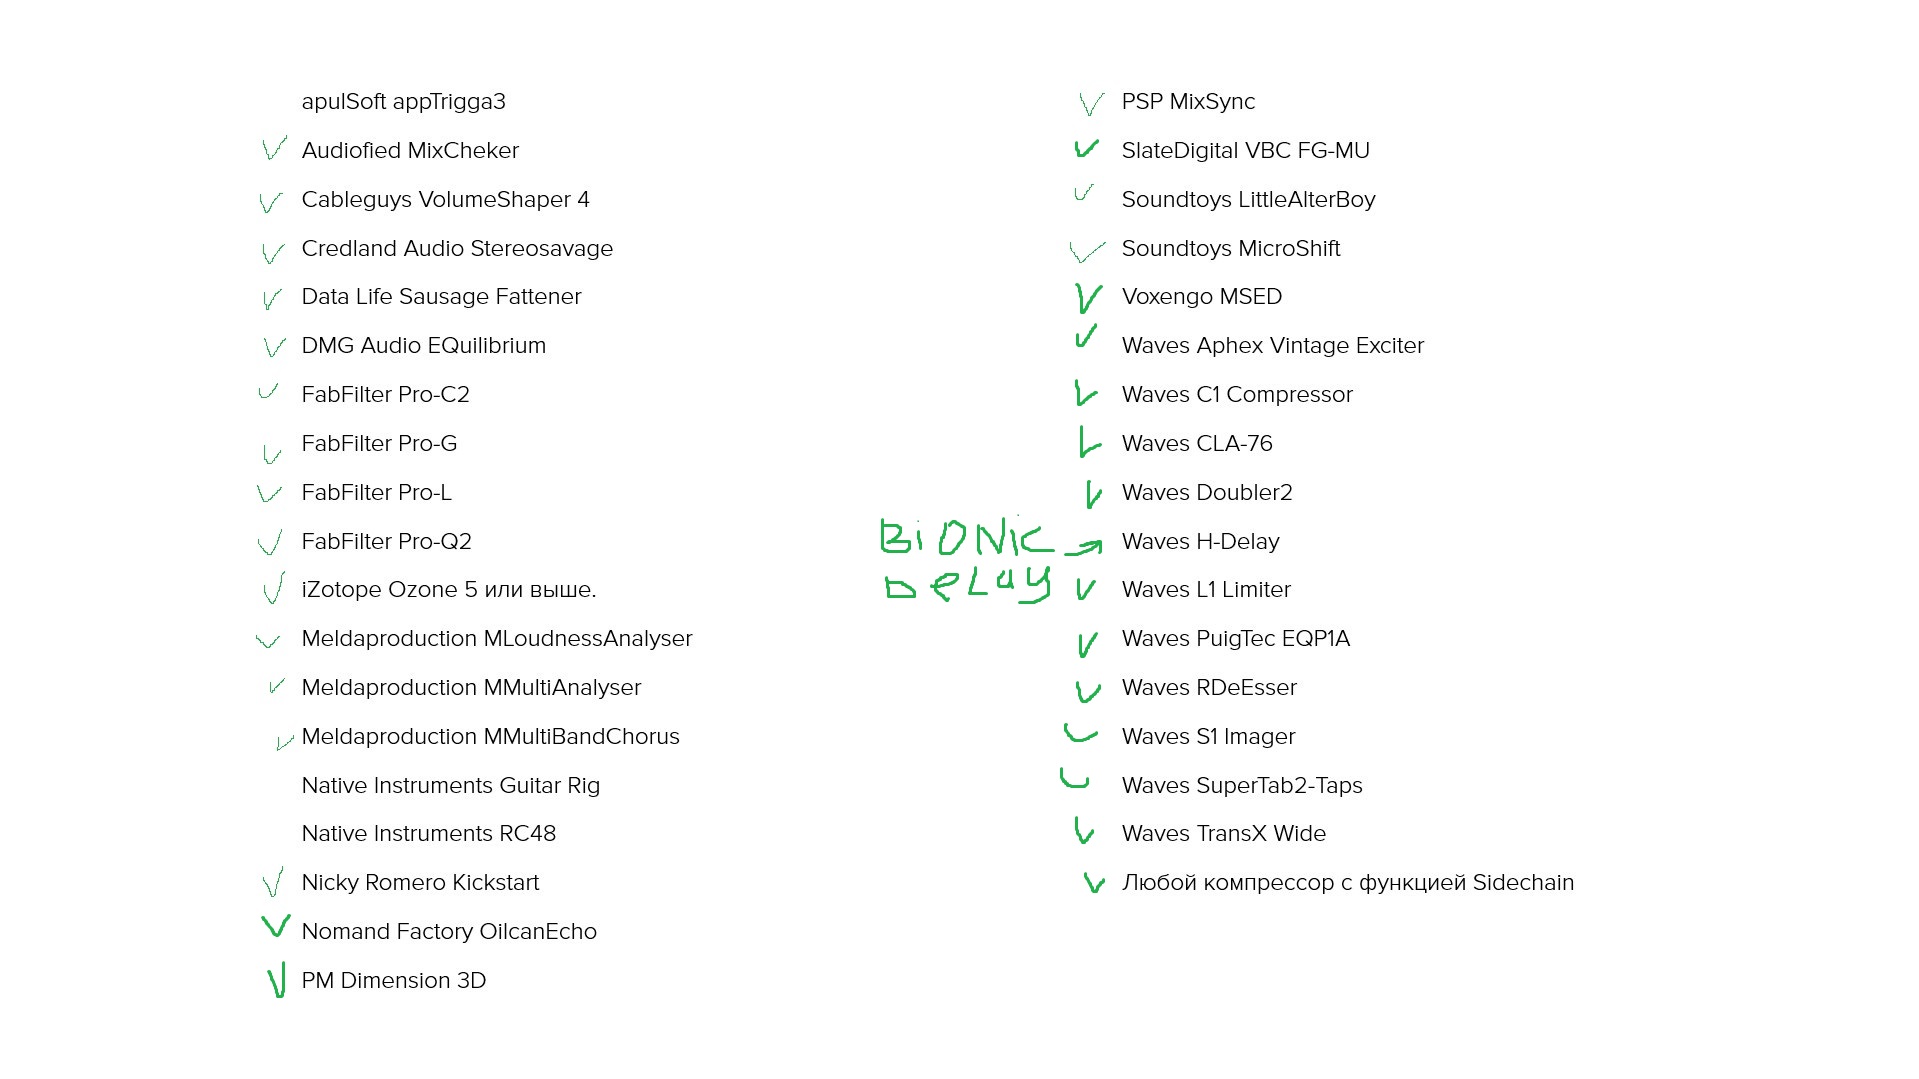 apulSoft appTrigga3
Audiofied MixCheker
Cableguys VolumeShaper 4
Credland Audio Stereosavage
Data Life Sausage Fattener
DMG Audio EQuilibrium
FabFilter Pro-C2
FabFilter Pro-G
FabFilter Pro-L
FabFilter Pro-Q2
iZotope Ozone 5 или выше.
Meldaproduction MLoudnessAnalyser
Meldaproduction MMultiAnalyser
Meldaproduction MMultiBandChorus
Native Instruments Guitar Rig
Native Instruments RC48
Nicky Romero Kickstart
Nomand Factory OilcanEcho
PM Dimension 3D
BiONiC
DeLay
PSP MixSync
SlateDigital VBC FG-MU
Soundtoys LittleAlterBoy
Soundtoys MicroShift
Voxengo MSED
Waves Aphex Vintage Exciter
Waves C1 Compressor
Waves CLA-76
Waves Doubler2
Waves H-Delay
Waves L1 Limiter
Waves PuigTec EQP1A
Waves RDeEsser
Waves S1 Imager
Waves SuperTab2-Taps
Waves TransX Wide
Любой компрессор с функцией Sidechain